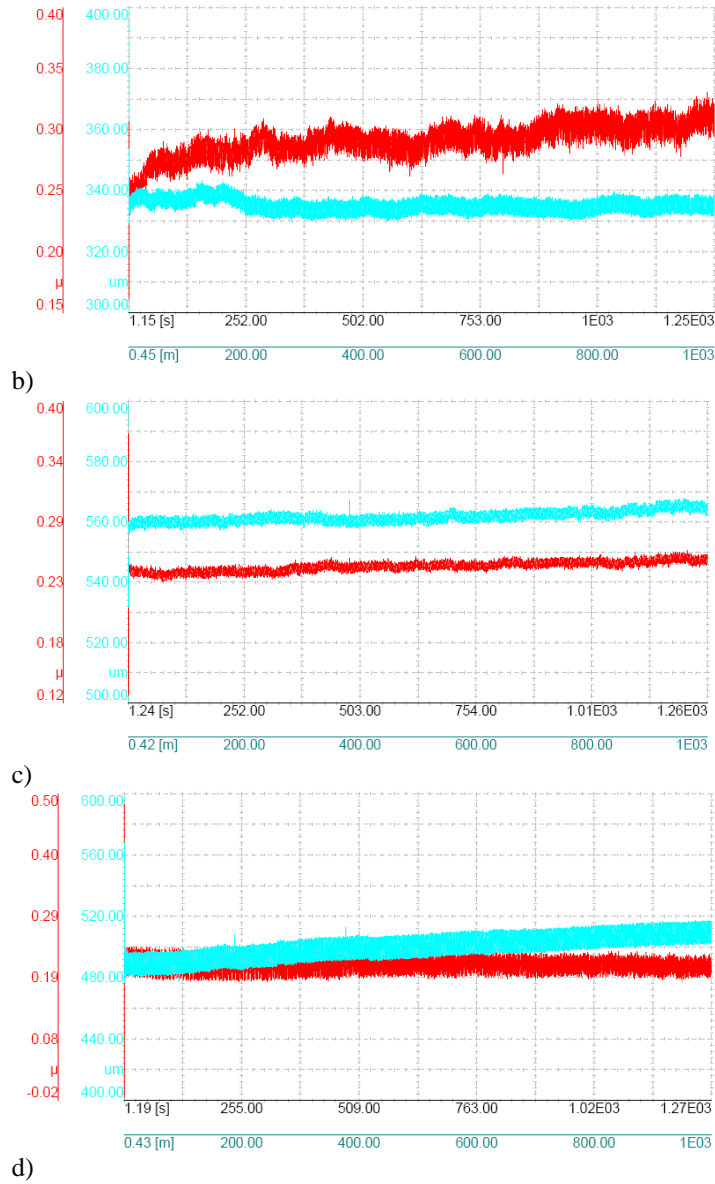 0.40 400.00
0.35 380.00
0.30 360.00
0.25 340.00
0.20 320.00
µ um
0.15 300.00
1.15 [s] 252.00 502.00 753.00 1E03 1.25E03
0.45 [m] 200.00 400.00 600.00 800.00 1E03
b)
0.40 600.00
0.34 580.00
0.29 560.00
0.23 540.00
0.18 520.00
µ um
0.12 500.00
1.24 [s] 252.00 503.00 754.00 1.01E03 1.26E03
0.42 [m] 200.00 400.00 600.00 800.00 1E03
c)
0.50 600.00
0.40 560.00
0.29 520.00
0.19 480.00
0.08 440.00
µ um
-0.02 400.00
1.19 [s] 255.00 509.00 763.00 1.02E03 1.27E03
0.43 [m] 200.00 400.00 600.00 800.00 1E03
d)